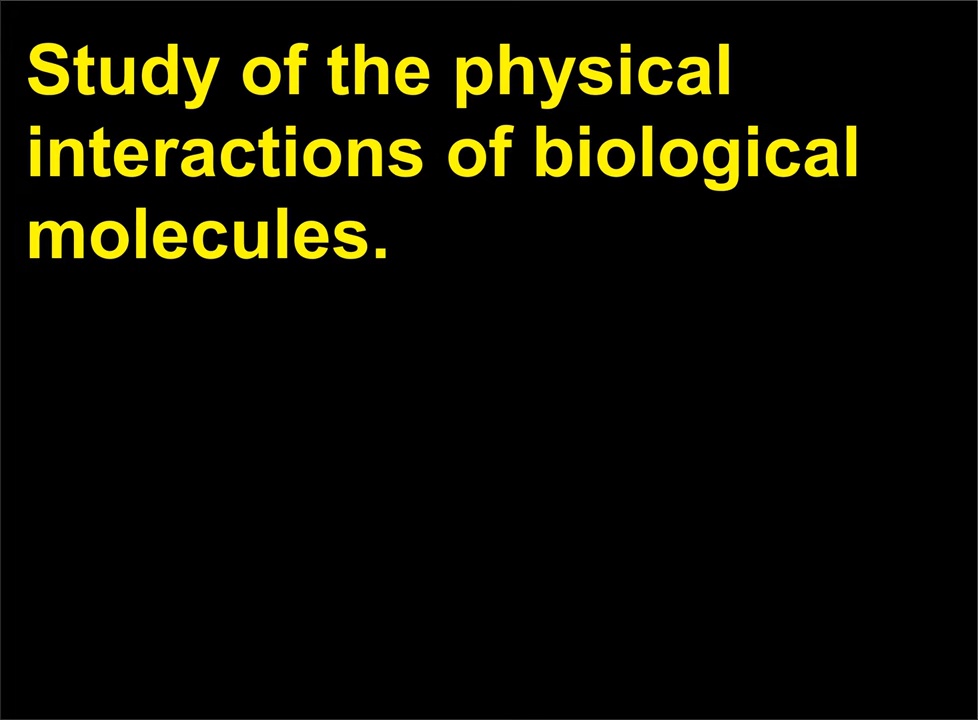 Study of the physical
interactions of biological
molecules.